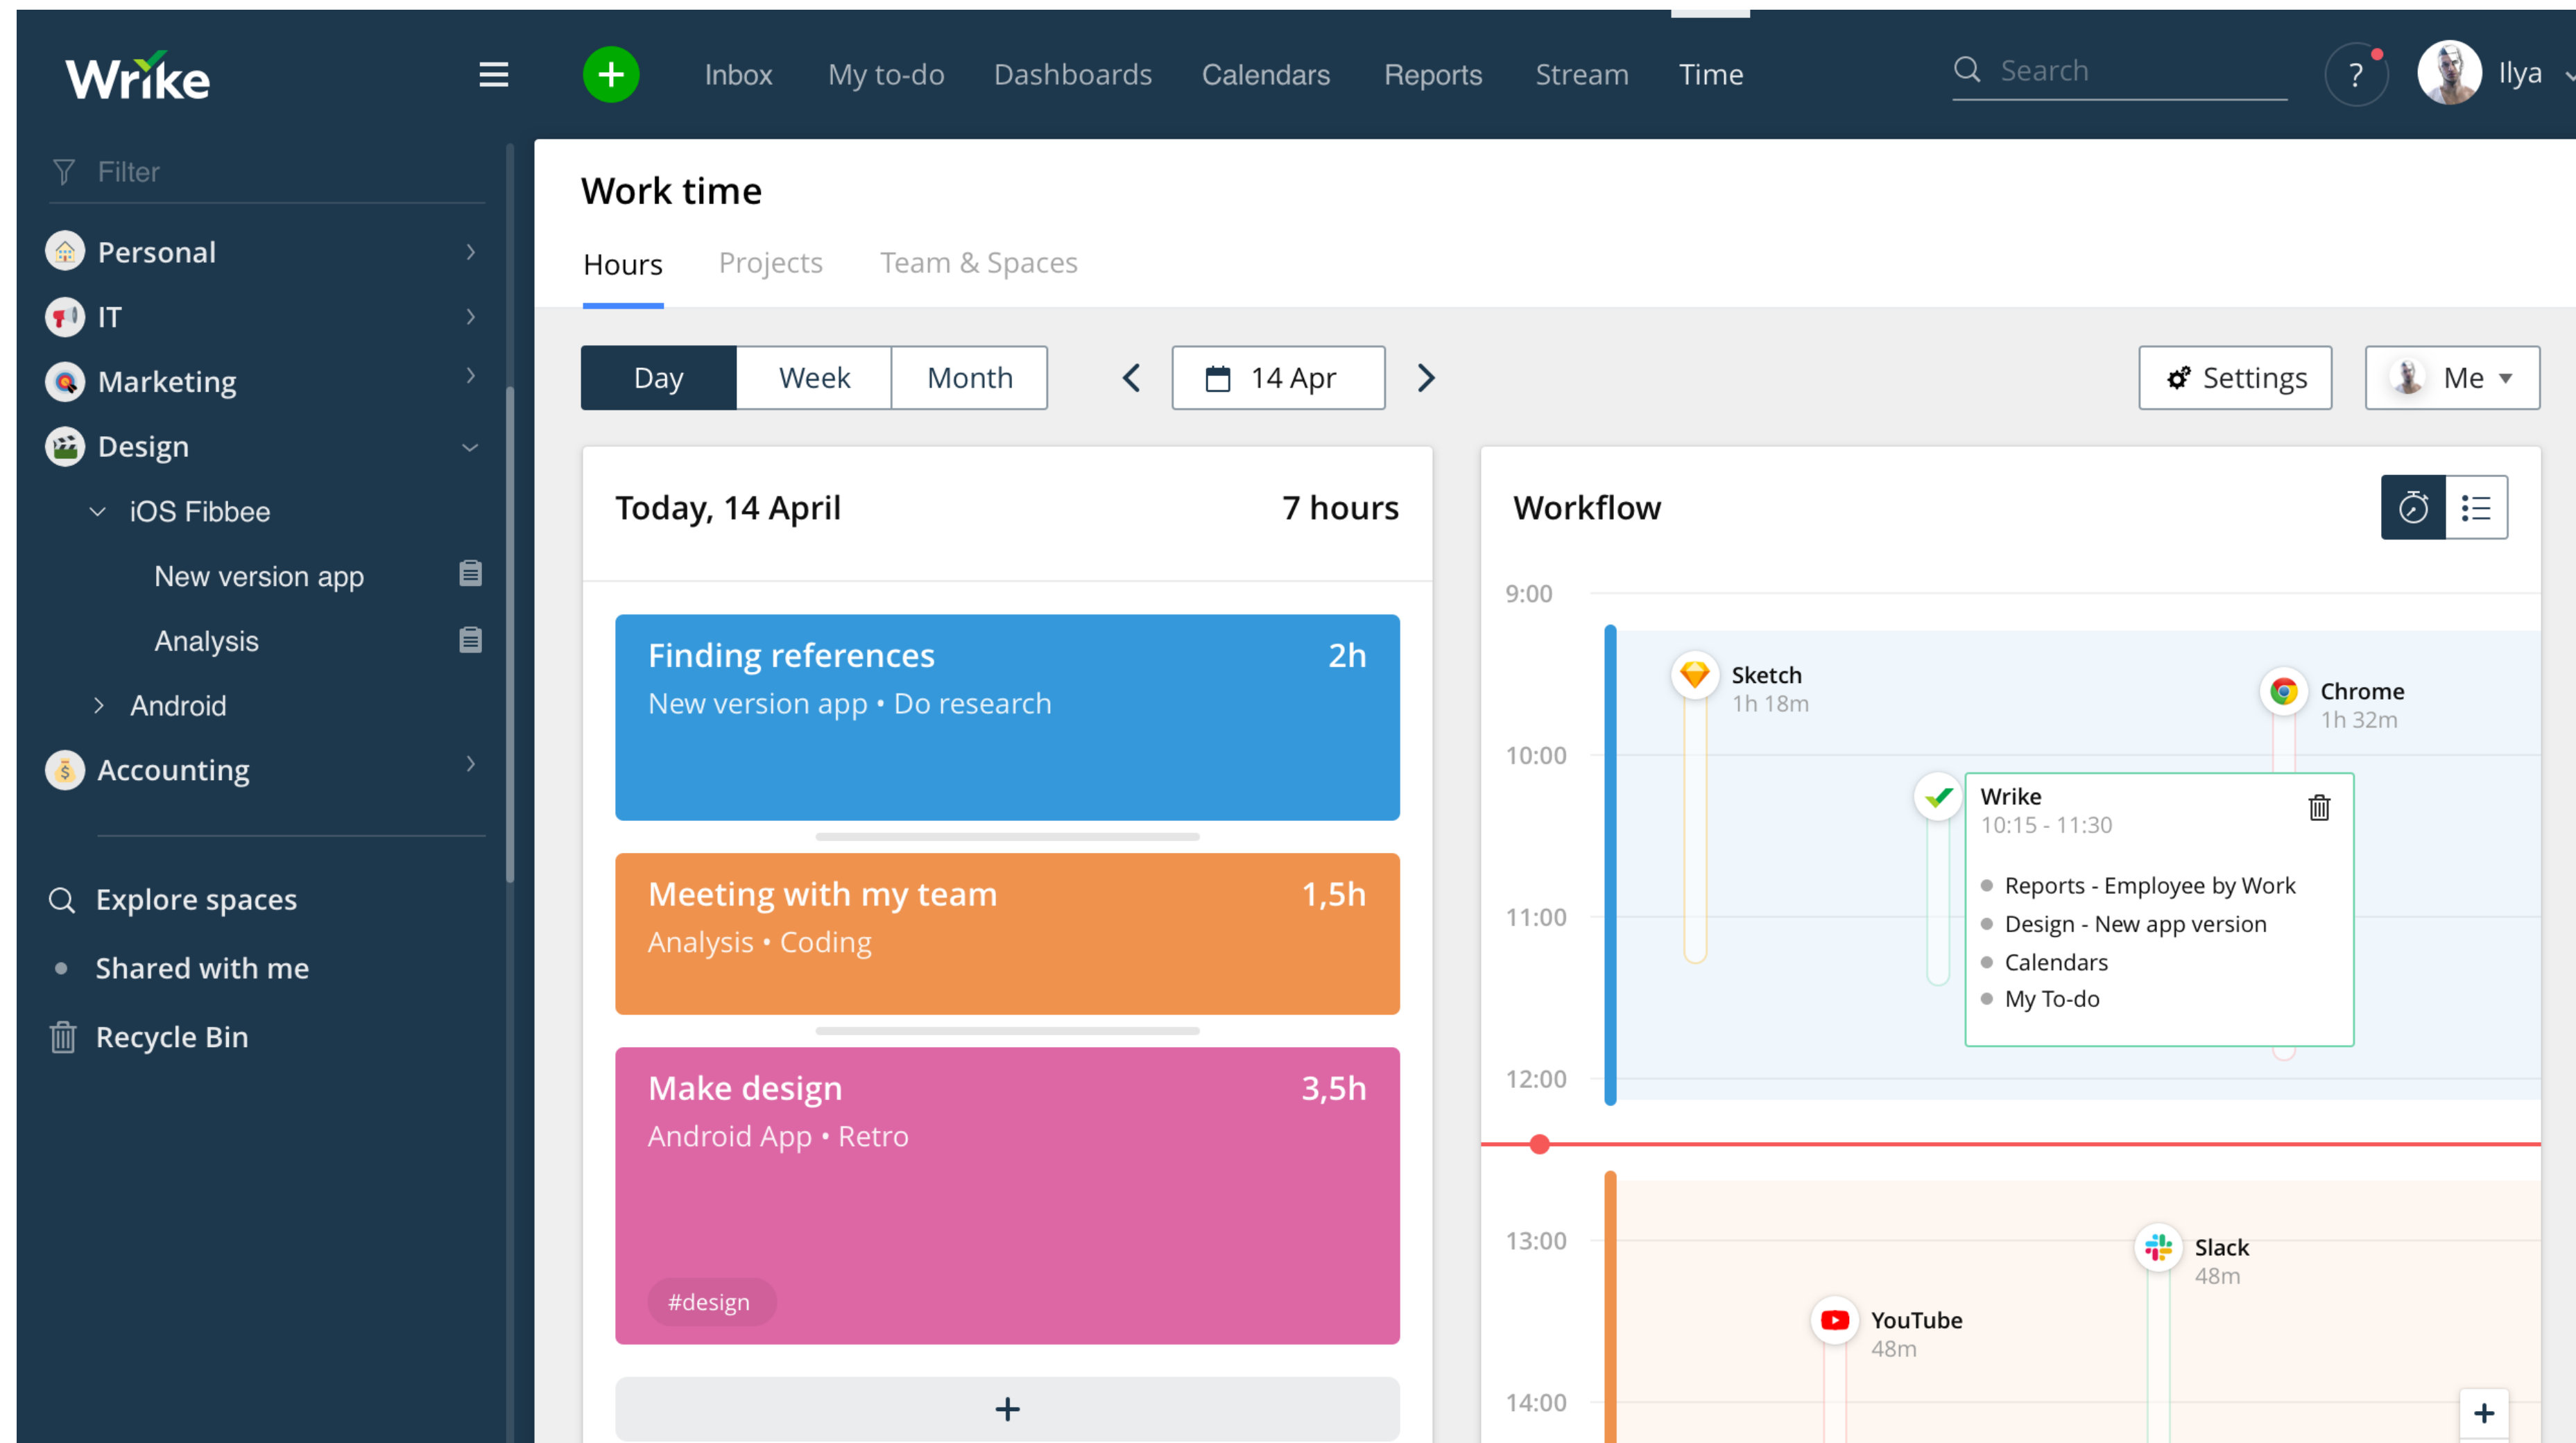 Wrike
Inbox
My to-do
Dashboards
Calendars
Reports
Stream
Time
Search
?
Ilya
Filter
Personal
IT
Marketing
Design
iOS Fibbee
New version app
Analysis
Android
Accounting
Explore spaces
Shared with me
Recycle Bin
Work time
Hours
Projects
Team & Spaces
Day
Week
Month
14 Apr
Settings
Me
Today, 14 April
7 hours
Finding references
2h
New version app • Do research
Meeting with my team
1,5h
Analysis • Coding
Make design
3,5h
Android App • Retro
#design
+
Workflow
9:00
Sketch
1h 18m
Chrome
1h 32m
10:00
Wrike
10:15 - 11:30
Reports - Employee by Work
Design - New app version
Calendars
My To-do
11:00
12:00
13:00
Slack
48m
YouTube
48m
14:00
+